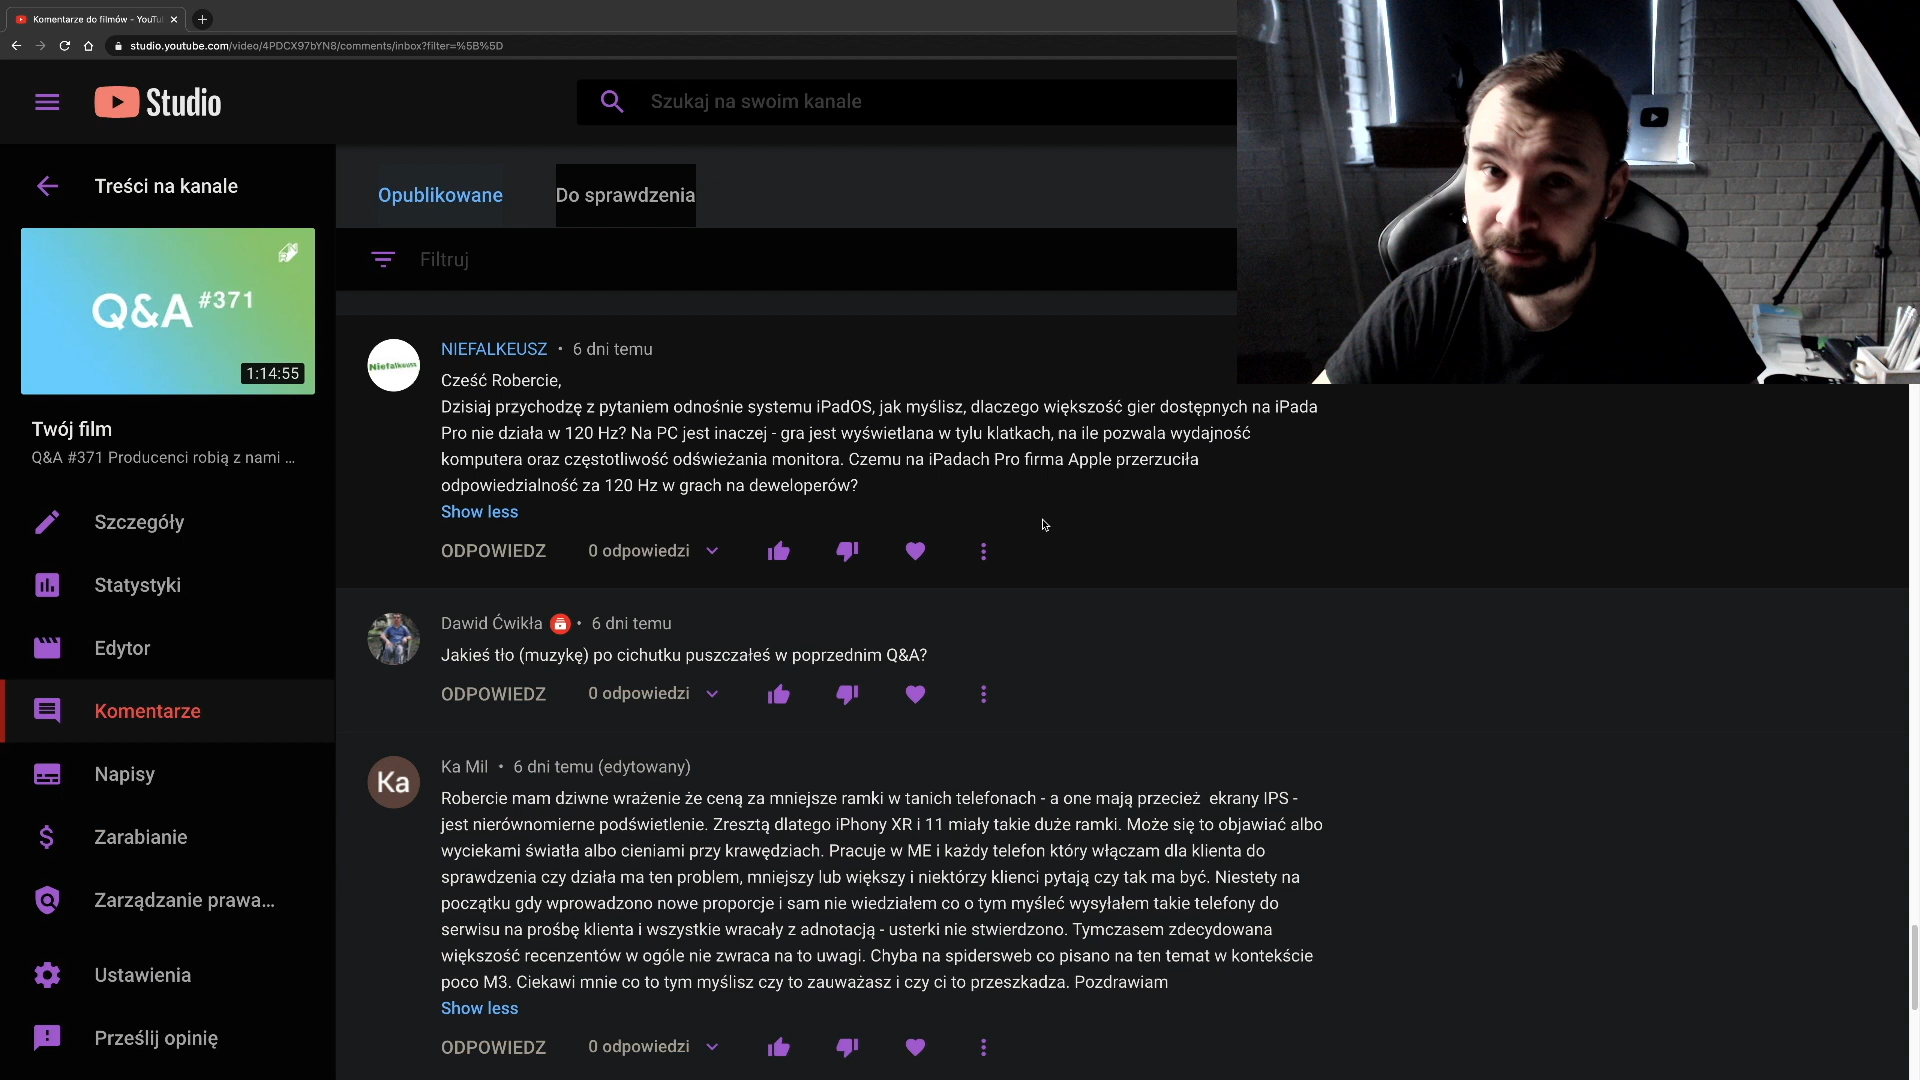 Komentarze do filmów - YouTu
studio.youtube.com/video/4PDCX97bYN8/comments/inbox?filter=%5B%5D
Studio
Szukaj na swoim kanale
Treści na kanale
Q&A #371
1:14:55
Twój film
Q&A #371 Producenci robią z nami ...
Szczegóły
Statystyki
Edytor
Komentarze
Napisy
Zarabianie
Zarządzanie prawa...
Ustawienia
Prześlij opinię
Opublikowane
Do sprawdzenia
Filtruj
Niefalkeusz
NIEFALKEUSZ • 6 dni temu
Cześć Robercie,
Dzisiaj przychodzę z pytaniem odnośnie systemu iPadOS, jak myślisz, dlaczego większość gier dostępnych na iPada
Pro nie działa w 120 Hz? Na PC jest inaczej - gra jest wyświetlana w tylu klatkach, na ile pozwala wydajność
komputera oraz częstotliwość odświeżania monitora. Czemu na iPadach Pro firma Apple przerzuciła
odpowiedzialność za 120 Hz w grach na deweloperów?
Show less
ODPOWIEDZ 0 odpowiedzi
Dawid Ćwikła • 6 dni temu
Jakieś tło (muzykę) po cichutku puszczałeś w poprzednim Q&A?
ODPOWIEDZ 0 odpowiedzi
Ka
Ka Mil • 6 dni temu (edytowany)
Robercie mam dziwne wrażenie że ceną za mniejsze ramki w tanich telefonach - a one mają przecież ekrany IPS -
jest nierównomierne podświetlenie. Zresztą dlatego iPhony XR i 11 miały takie duże ramki. Może się to objawiać albo
wyciekami światła albo cieniami przy krawędziach. Pracuje w ME i każdy telefon który włączam dla klienta do
sprawdzenia czy działa ma ten problem, mniejszy lub większy i niektórzy klienci pytają czy tak ma być. Niestety na
początku gdy wprowadzono nowe proporcje i sam nie wiedziałem co o tym myśleć wysyłałem takie telefony do
serwisu na prośbę klienta i wszystkie wracały z adnotacją - usterki nie stwierdzono. Tymczasem zdecydowana
większość recenzentów w ogóle nie zwraca na to uwagi. Chyba na spidersweb co pisano na ten temat w kontekście
poco M3. Ciekawi mnie co to tym myślisz czy to zauważasz i czy ci to przeszkadza. Pozdrawiam
Show less
ODPOWIEDZ 0 odpowiedzi